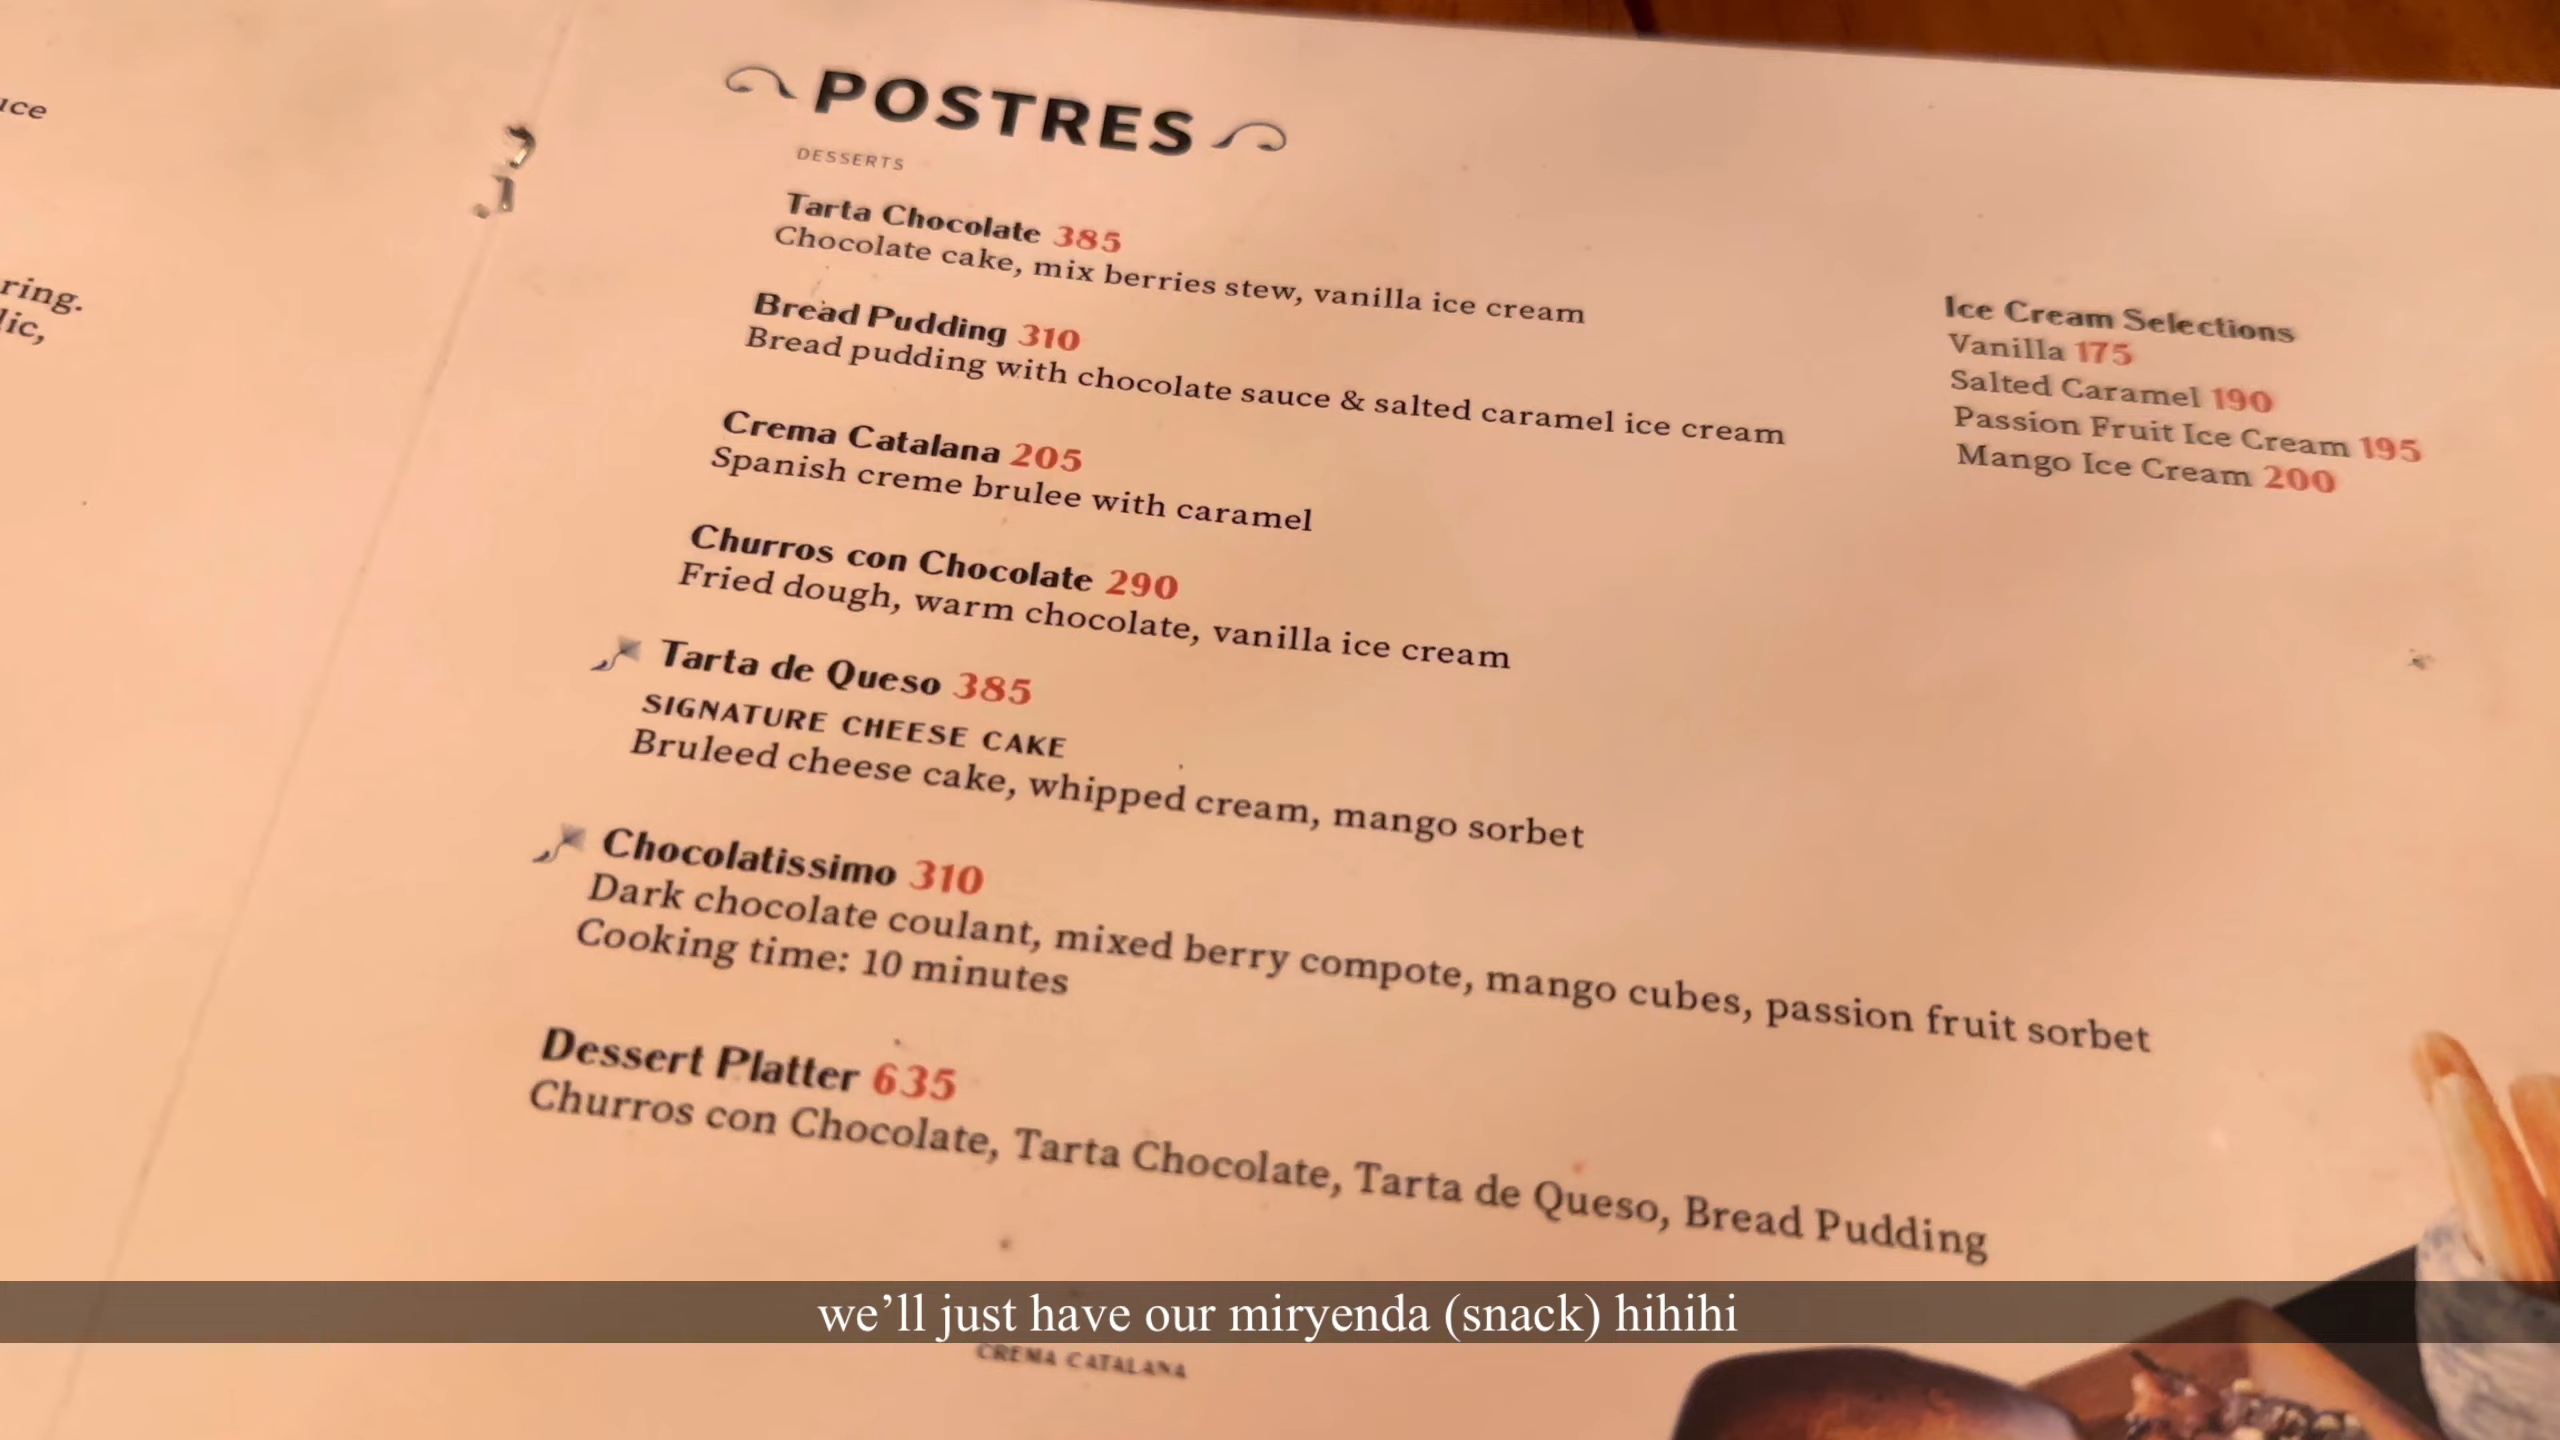 ring.
POSTRES
DESSERTS
Tarta Chocolate 385
Chocolate cake, mix berries stew, vanilla ice cream
Bread Pudding 310
Bread pudding with chocolate sauce & salted caramel ice cream
Crema Catalana 205
Spanish creme brulee with caramel
Churros con Chocolate 290
Fried dough, warm chocolate, vanilla ice cream
Tarta de Queso 385
SIGNATURE CHEESE CAKE
Bruleed cheese cake, whipped cream, mango sorbet
Chocolatissimo 310
Dark chocolate coulant, mixed berry compote, mango cubes, passion fruit sorbet
Cooking time: 10 minutes
Dessert Platter 635
Churros con Chocolate, Tarta Chocolate, Tarta de Queso, Bread Pudding
Ice Cream Selections
Vanilla 175
Salted Caramel 190
Passion Fruit Ice Cream 195
Mango Ice Cream 200
we’ll just have our miryenda (snack) hihihi
CREMA CATALANA